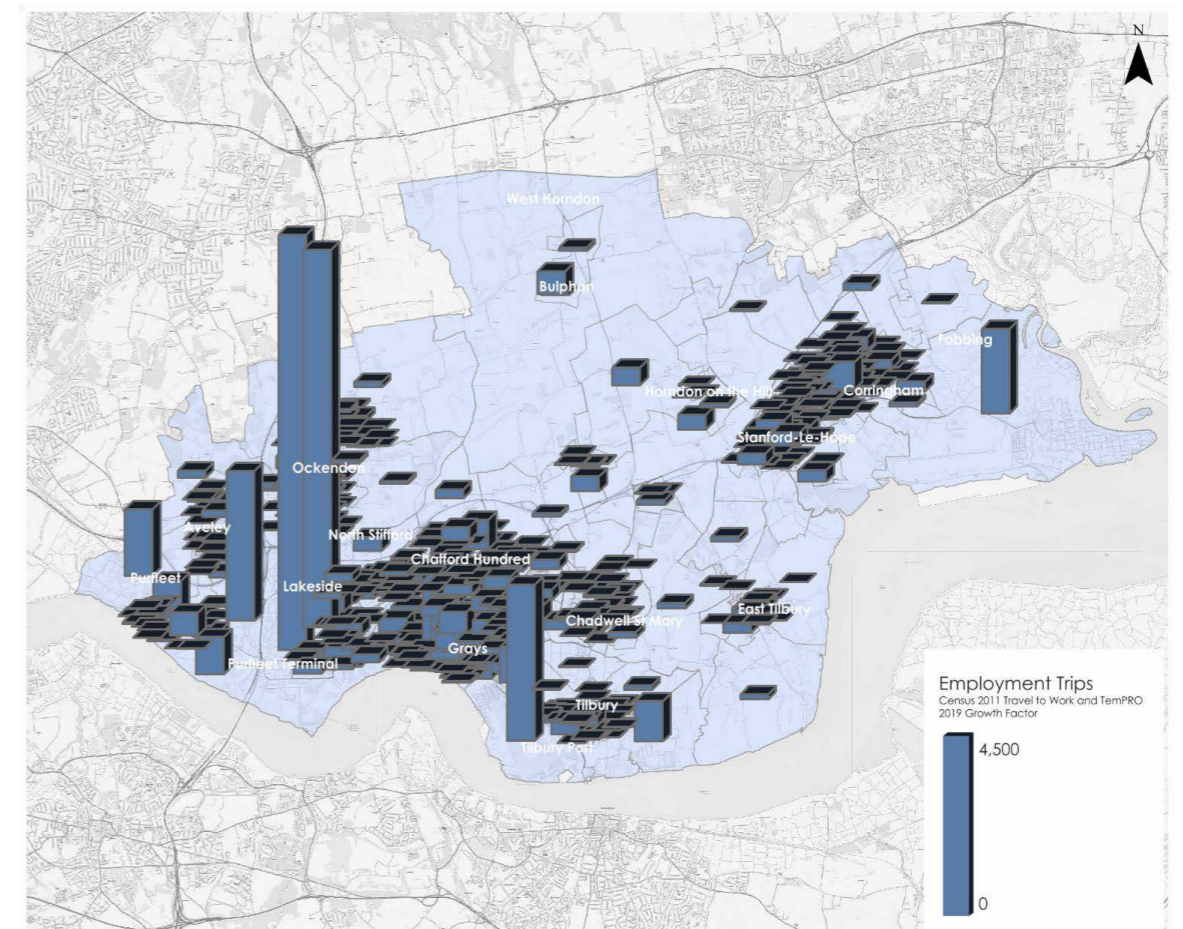 N
West Horndon
Bulphan
Fobbing
Horndon on the Hill
Corringham
Stanford-Le-Hope
Ockendon
Aveley
North Stifford
Chafford Hundred
Purfleet
Lakeside
East Tilbury
Chadwell St Mary
Grays
Purfleet Terminal
Tilbury
Tilbury Port
Employment Trips
Census 2011 Travel to Work and TemPRO
2019 Growth Factor
4,500
0